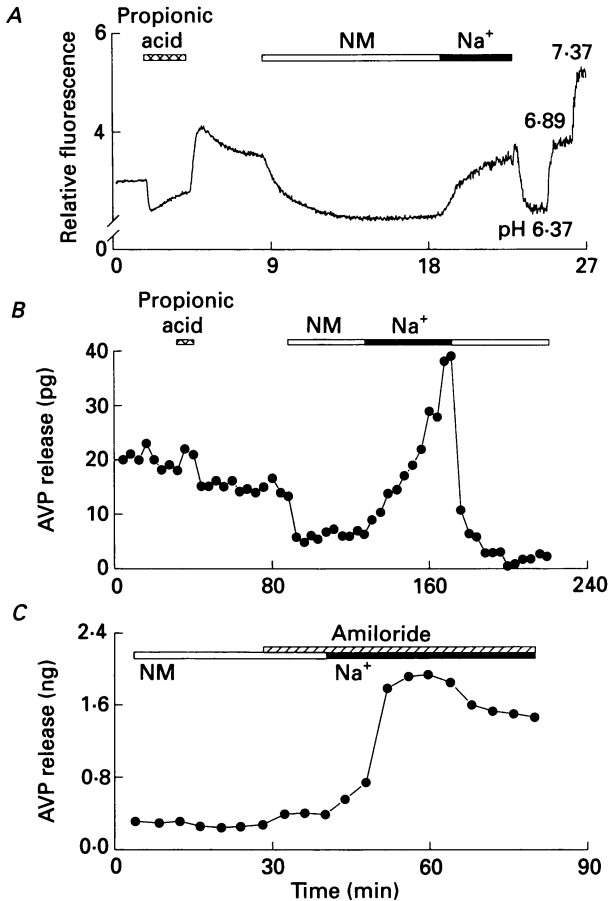 A
Propionic
acid
NM
Na⁺
7·37
6·89
pH 6·37
Relative fluorescence
6
4
0
0
9
18
27
B
Propionic
acid
NM
Na⁺
AVP release (pg)
40
30
20
10
0
0
80
160
240
C
Amiloride
NM
Na⁺
AVP release (ng)
2·4
1·6
0·8
0·0
0
30
60
90
Time (min)